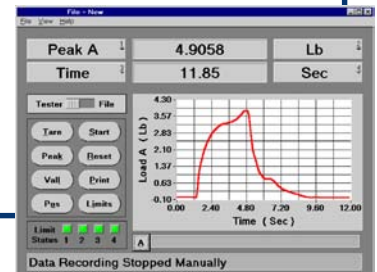 File - New
File View Help
Peak A 1 4.9058 Lb
Time 2 11.85 Sec
Tester File
Tare Start
Peak Reset
Vall Print
Pos Limits
Limit
Status 1 2 3 4
Load A ( Lb )
4.30
3.57
2.83
2.10
1.37
0.63
-0.10
0.00 2.40 4.80 7.20 9.60 12.00
Time ( Sec )
A
Data Recording Stopped Manually